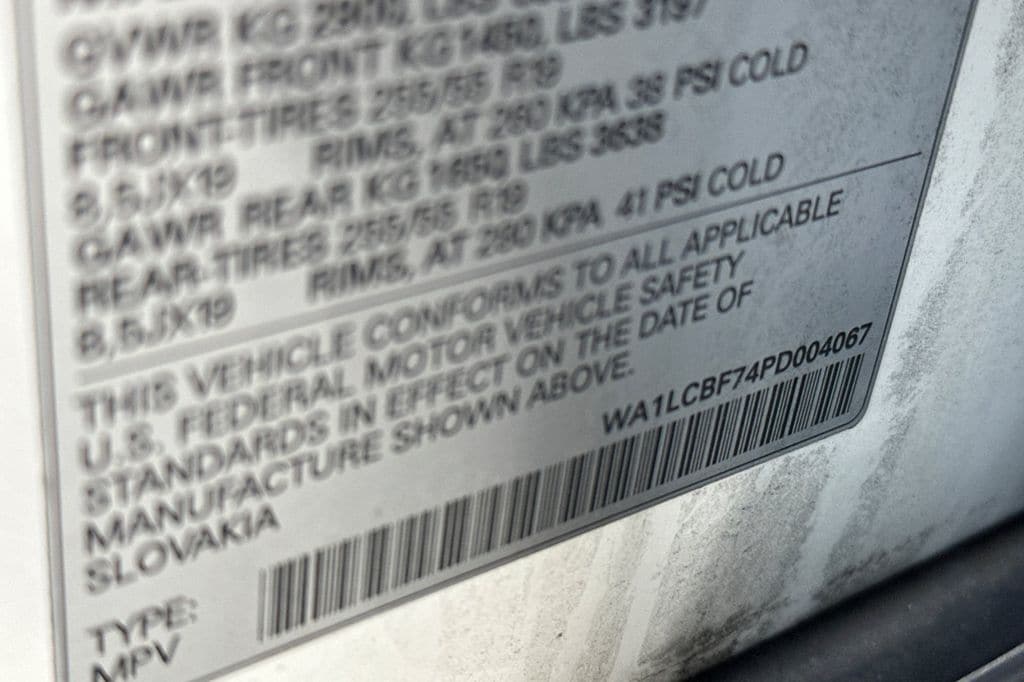 GVWR KG 2900, LBS
GAWR FRONT KG 1450, LBS 3197
FRONT-TIRES 255/55 R19
8,5JX19 RIMS, AT 260 KPA 38 PSI COLD
GAWR REAR KG 1650, LBS 3638
REAR-TIRES 255/55 R19
8,5JX19 RIMS, AT 280 KPA 41 PSI COLD
THIS VEHICLE CONFORMS TO ALL APPLICABLE
U.S. FEDERAL MOTOR VEHICLE SAFETY
STANDARDS IN EFFECT ON THE DATE OF
MANUFACTURE SHOWN ABOVE.
SLOVAKIA
WA1LCBF74PD004067
TYPE:
MPV